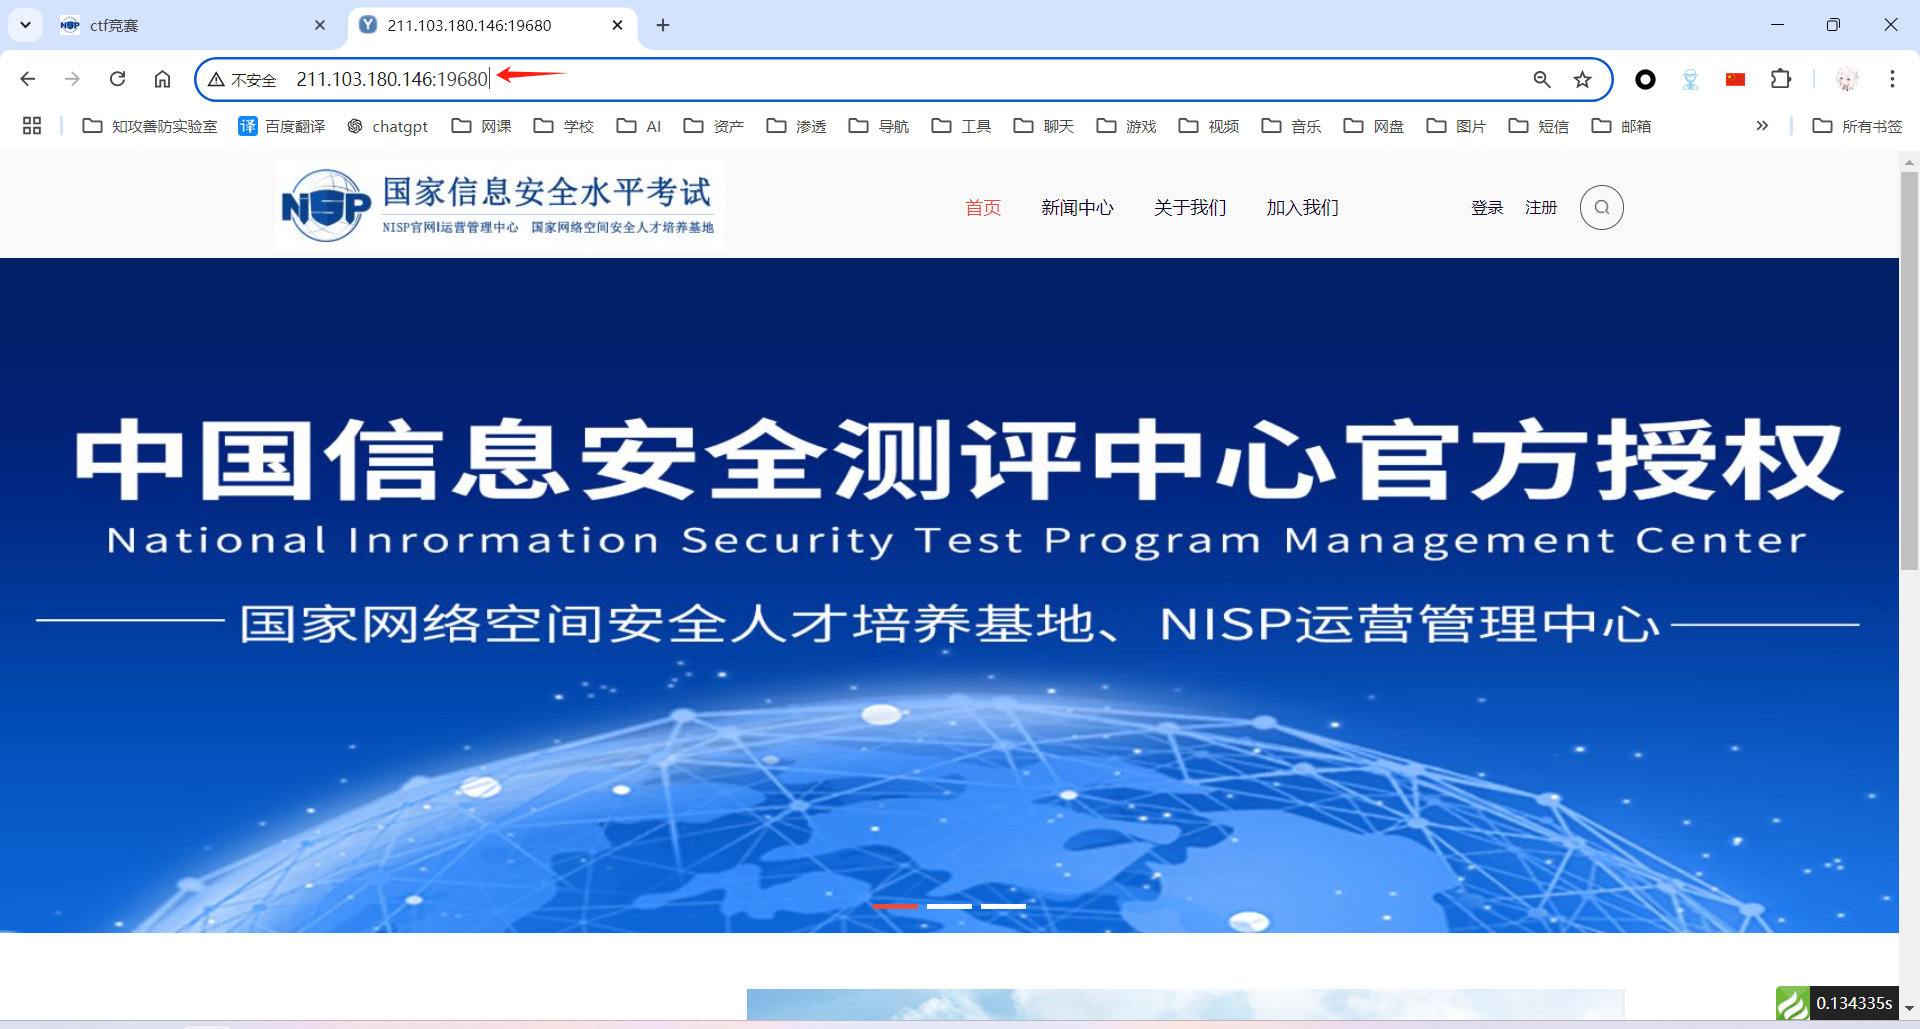 ctf竞赛
211.103.180.146:19680
不安全 211.103.180.146:19680
知攻善防实验室 百度翻译 chatgpt 网课 学校 AI 资产 渗透 导航 工具 聊天 游戏 视频 音乐 网盘 图片 短信 邮箱 » 所有书签
译
NISP
国家信息安全水平考试
NISP官网|运营管理中心 国家网络空间安全人才培养基地
首页 新闻中心 关于我们 加入我们 登录 注册
中国信息安全测评中心官方授权
National Inrormation Security Test Program Management Center
国家网络空间安全人才培养基地、NISP运营管理中心
0.134335s